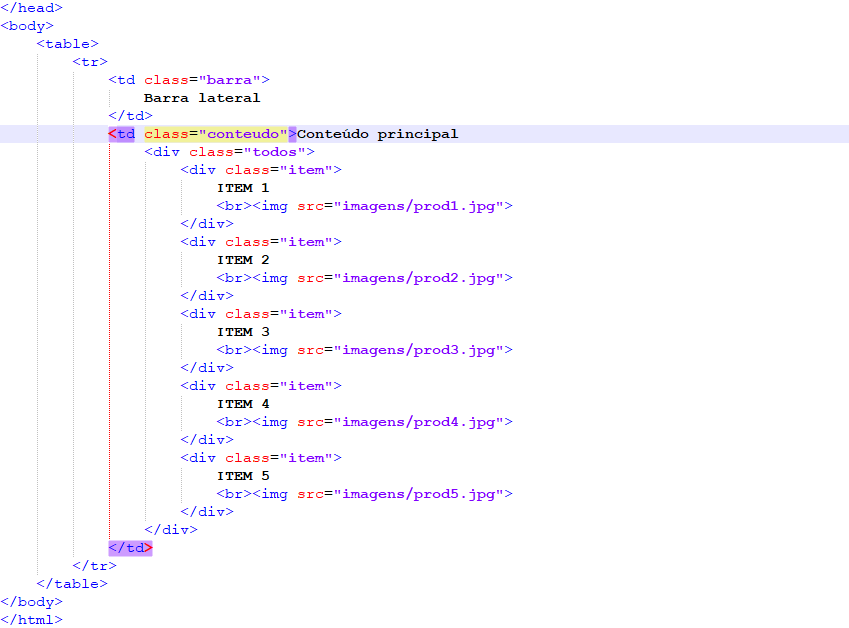 </head>
<body>
<table>
<tr>
<td class="barra">
Barra lateral
</td>
<td class="conteudo">Conteúdo principal
<div class="todos">
<div class="item">
ITEM 1
<br><img src="imagens/prod1.jpg">
</div>
<div class="item">
ITEM 2
<br><img src="imagens/prod2.jpg">
</div>
<div class="item">
ITEM 3
<br><img src="imagens/prod3.jpg">
</div>
<div class="item">
ITEM 4
<br><img src="imagens/prod4.jpg">
</div>
<div class="item">
ITEM 5
<br><img src="imagens/prod5.jpg">
</div>
</div>
</td>
</tr>
</table>
</body>
</html>